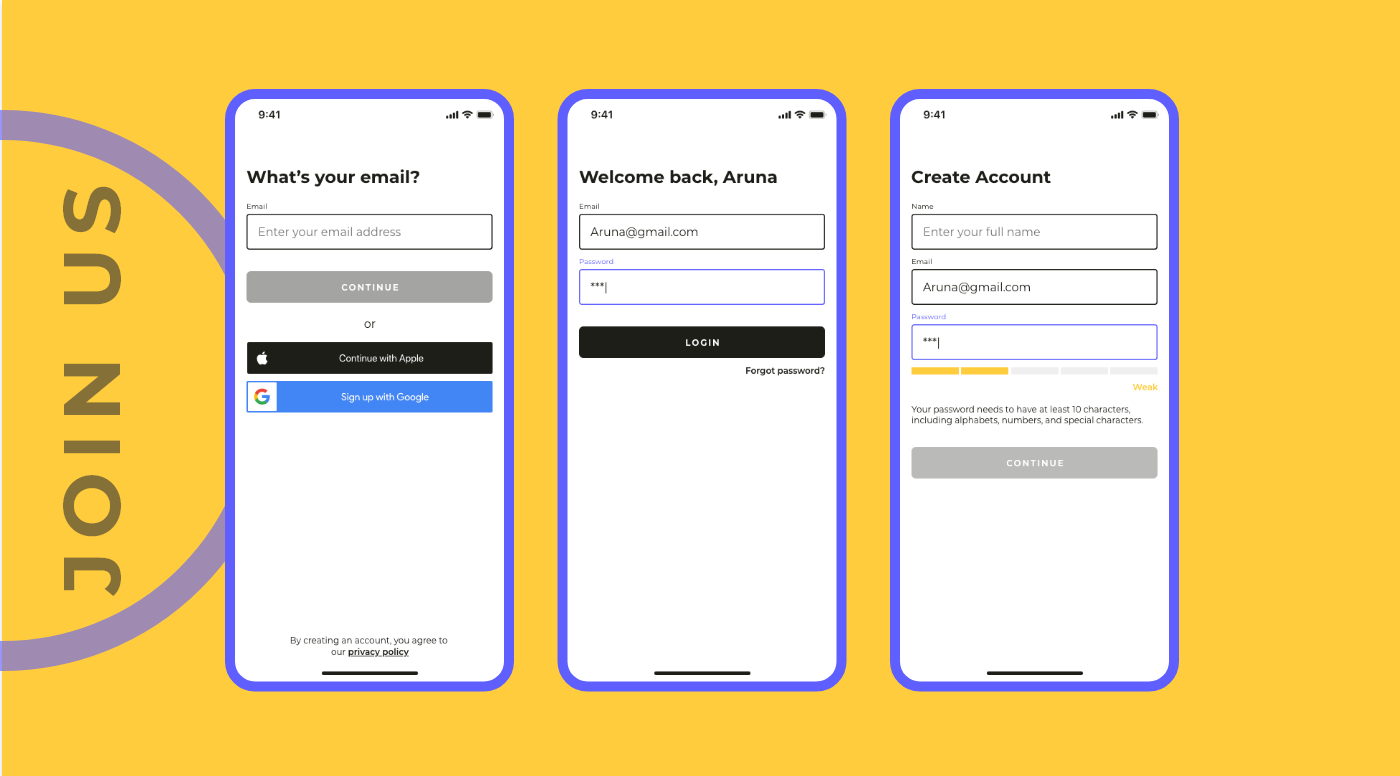 JOIN US
9:41
What's your email?
Email
Enter your email address
CONTINUE
or
Continue with Apple
Sign up with Google
By creating an account, you agree to
our privacy policy
9:41
Welcome back, Aruna
Email
Aruna@gmail.com
Password
***|
LOGIN
Forgot password?
9:41
Create Account
Name
Enter your full name
Email
Aruna@gmail.com
Password
***|
Weak
Your password needs to have at least 10 characters,
including alphabets, numbers, and special characters.
CONTINUE